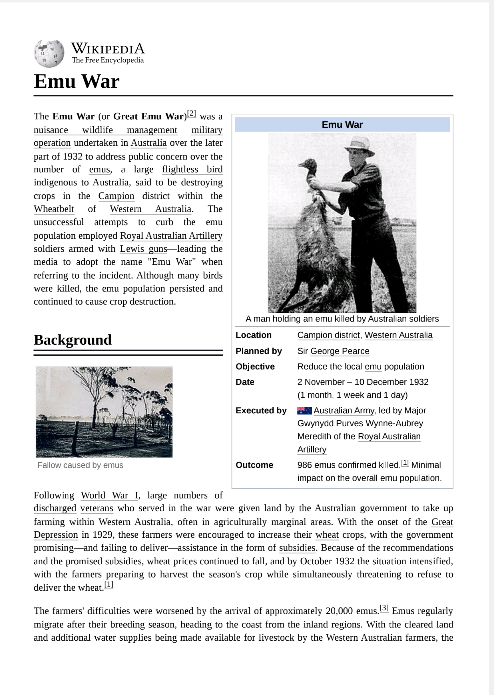 WIKIPEDIA
The Free Encyclopedia
Emu War
The Emu War (or Great Emu War)[2] was a
nuisance wildlife management military
operation undertaken in Australia over the later
part of 1932 to address public concern over the
number of emus, a large flightless bird
indigenous to Australia, said to be destroying
crops in the Campion district within the
Wheatbelt of Western Australia. The
unsuccessful attempts to curb the emu
population employed Royal Australian Artillery
soldiers armed with Lewis guns—leading the
media to adopt the name "Emu War" when
referring to the incident. Although many birds
were killed, the emu population persisted and
continued to cause crop destruction.
Emu War
A man holding an emu killed by Australian soldiers
Location Campion district, Western Australia
Planned by Sir George Pearce
Objective Reduce the local emu population
Date 2 November – 10 December 1932
(1 month, 1 week and 1 day)
Executed by Australian Army, led by Major
Gwynydd Purves Wynne-Aubrey
Meredith of the Royal Australian
Artillery
Outcome 986 emus confirmed killed. Minimal
impact on the overall emu population.
Background
Fallow caused by emus
Following World War I, large numbers of
discharged veterans who served in the war were given land by the Australian government to take up
farming within Western Australia, often in agriculturally marginal areas. With the onset of the Great
Depression in 1929, these farmers were encouraged to increase their wheat crops, with the government
promising—and failing to deliver—assistance in the form of subsidies. Because of the recommendations
and the promised subsidies, wheat prices continued to fall, and by October 1932 the situation intensified,
with the farmers preparing to harvest the season's crop while simultaneously threatening to refuse to
deliver the wheat.[1]
The farmers' difficulties were worsened by the arrival of approximately 20,000 emus.[3] Emus regularly
migrate after their breeding season, heading to the coast from the inland regions. With the cleared land
and additional water supplies being made available for livestock by the Western Australian farmers, the